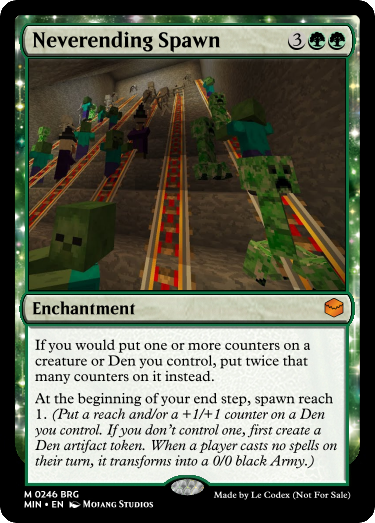 Neverending Spawn 3
Enchantment
If you would put one or more counters on a
creature or Den you control, put twice that
many counters on it instead.
At the beginning of your end step, spawn reach
1. (Put a reach and/or a +1/+1 counter on a Den
you control. If you don't control one, first create a
Den artifact token. When a player casts no spells on
their turn, it transforms into a 0/0 black Army.)
M 0246 BRG
MIN • EN Mojang Studios Made by Le Codex (Not For Sale)